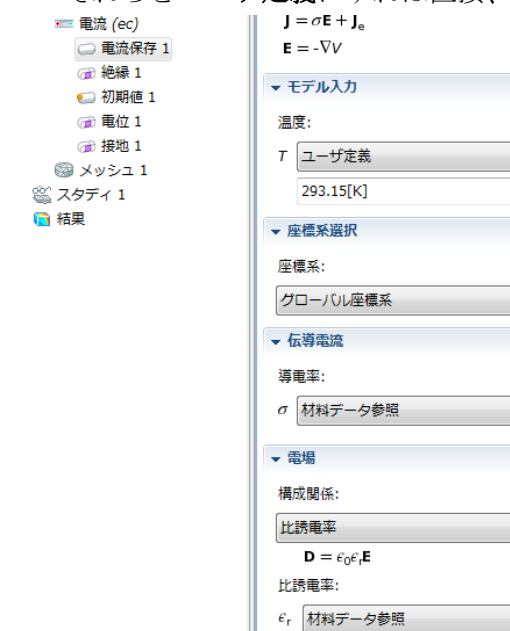 電流 (ec)
電流保存 1
絶縁 1
初期値 1
電位 1
接地 1
メッシュ 1
スタディ 1
結果
J = σE + Jₑ
E = -∇V
モデル入力
温度:
T ユーザ定義
293.15[K]
座標系選択
座標系:
グローバル座標系
伝導電流
導電率:
σ 材料データ参照
電場
構成関係:
比誘電率
D = ϵ₀ϵᵣE
比誘電率:
ϵᵣ 材料データ参照